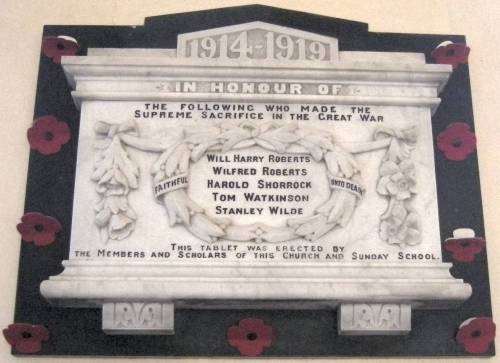 1914-1919
IN HONOUR OF
THE FOLLOWING WHO MADE THE
SUPREME SACRIFICE IN THE GREAT WAR
FAITHFUL
UNTO DEATH
WILL HARRY ROBERTS
WILFRED ROBERTS
HAROLD SHORROCK
TOM WATKINSON
STANLEY WILDE
THIS TABLET WAS ERECTED BY
THE MEMBERS AND SCHOLARS OF THIS CHURCH AND SUNDAY SCHOOL.